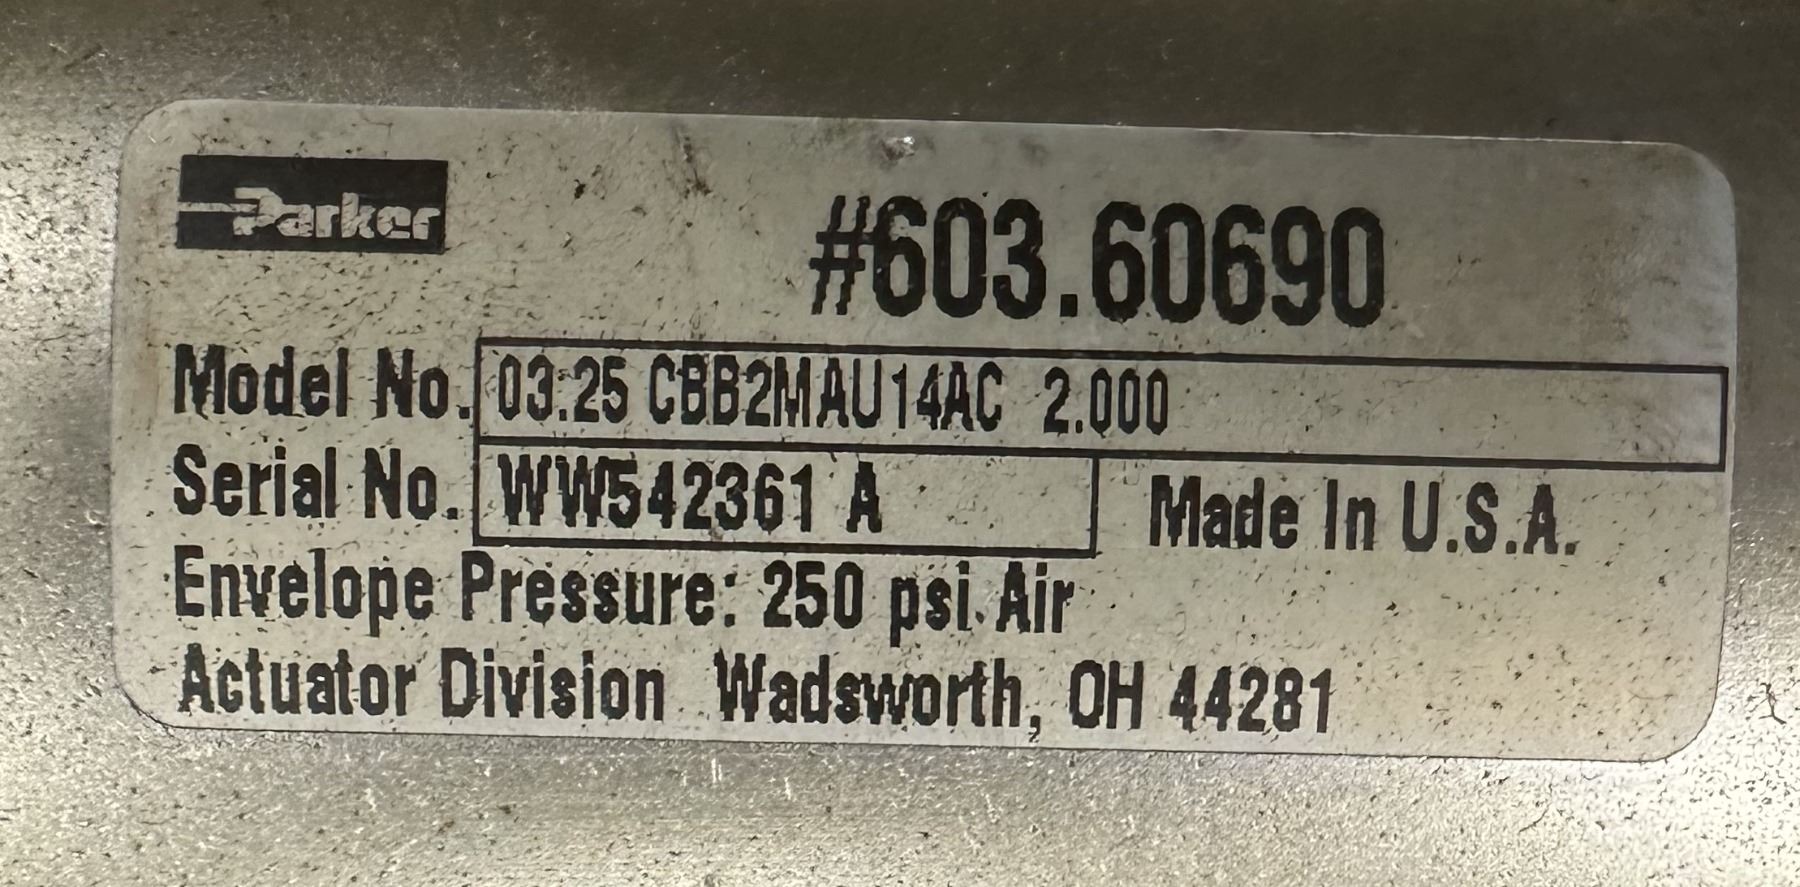 Parker
#603.60690
Model No. 03.25 CBB2MAU14AC 2.000
Serial No. WW542361 A Made In U.S.A.
Envelope Pressure: 250 psi Air
Actuator Division Wadsworth, OH 44281